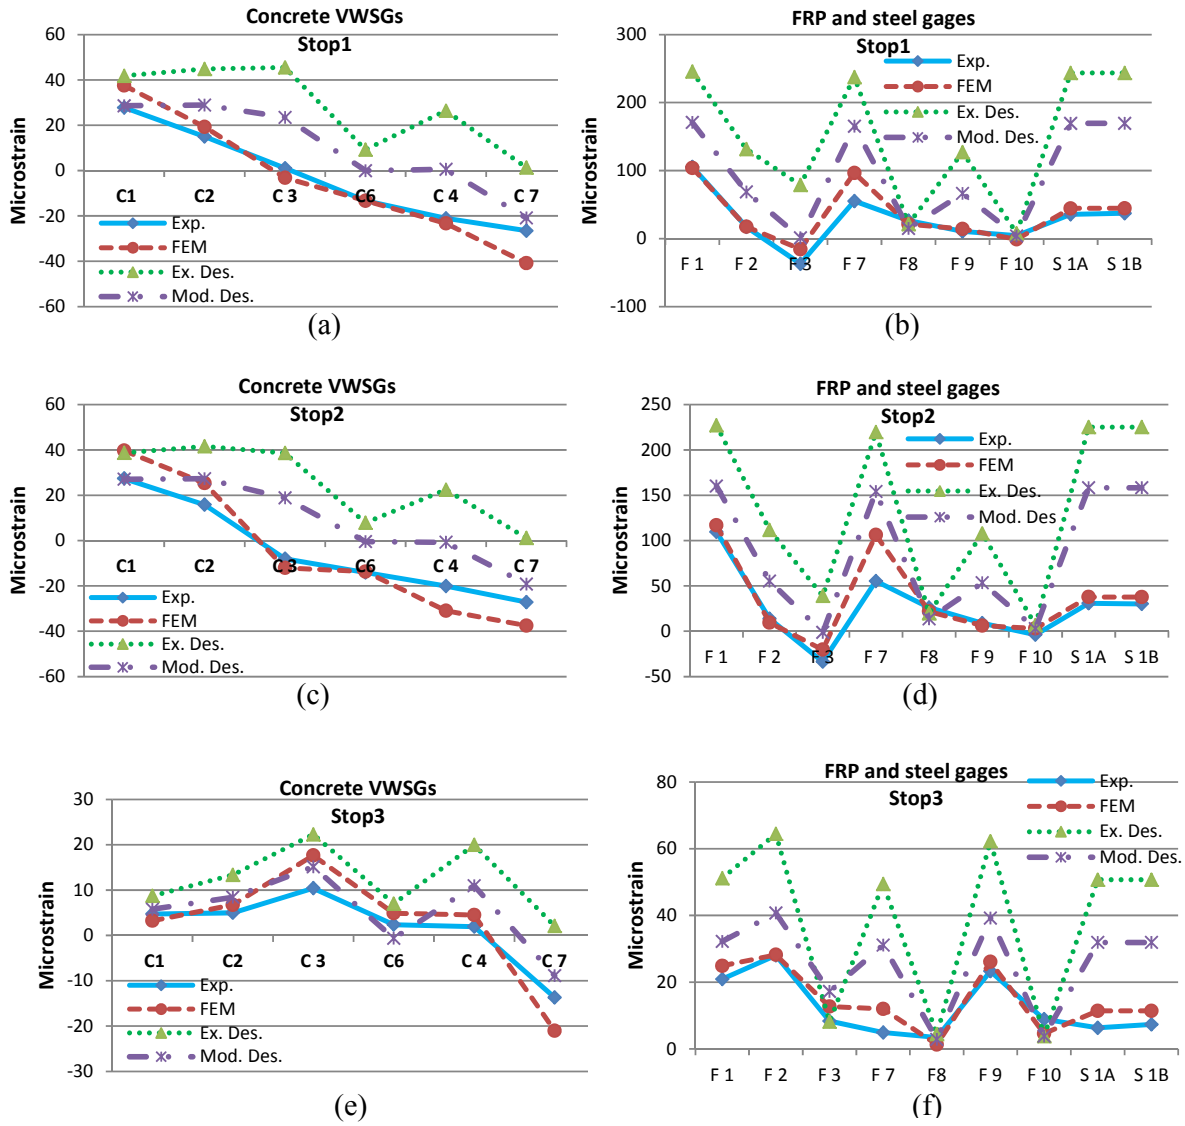 Concrete VWSGs
Stop1
Microstrain
60
40
20
0
-20
-40
-60
C1 C2 C 3 C6 C 4 C 7
Exp.
FEM
Ex. Des.
Mod. Des.
(a)
FRP and steel gages
Stop1
Microstrain
300
200
100
0
-100
F 1 F 2 F 3 F 7 F8 F 9 F 10 S 1A S 1B
Exp.
FEM
Ex. Des.
Mod. Des.
(b)
Concrete VWSGs
Stop2
Microstrain
60
40
20
0
-20
-40
-60
C1 C2 C 3 C6 C 4 C 7
Exp.
FEM
Ex. Des.
Mod. Des.
(c)
FRP and steel gages
Stop2
Microstrain
250
200
150
100
50
0
-50
F 1 F 2 F 3 F 7 F8 F 9 F 10 S 1A S 1B
Exp.
FEM
Ex. Des.
Mod. Des
(d)
Concrete VWSGs
Stop3
Microstrain
30
20
10
0
-10
-20
-30
C1 C2 C 3 C6 C 4 C 7
Exp.
FEM
Ex. Des.
Mod. Des.
(e)
FRP and steel gages
Stop3
Microstrain
80
60
40
20
0
F 1 F 2 F 3 F 7 F8 F 9 F 10 S 1A S 1B
Exp.
FEM
Ex. Des.
Mod. Des.
(f)